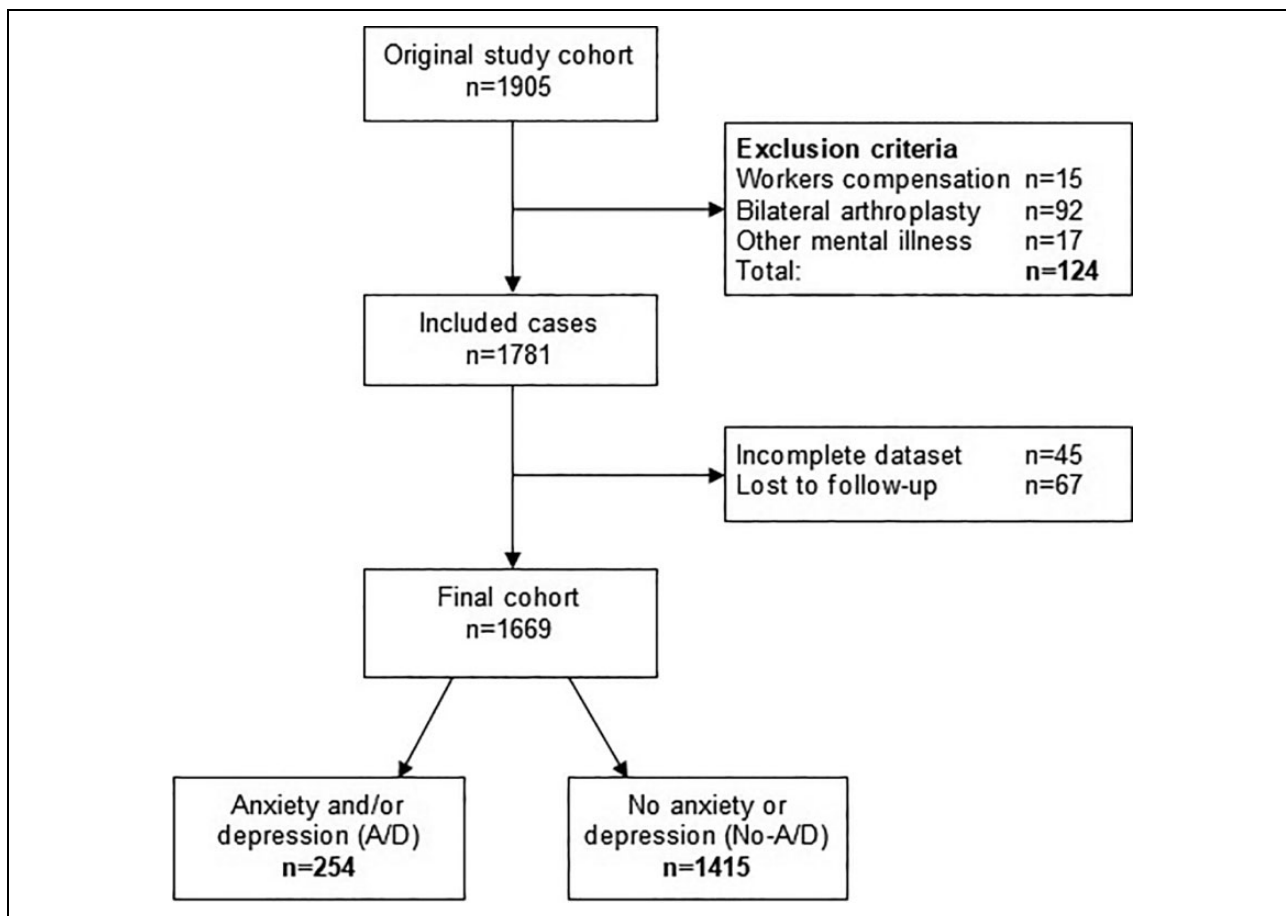 Original study cohort
n=1905
Exclusion criteria
Workers compensation n=15
Bilateral arthroplasty n=92
Other mental illness n=17
Total: n=124
Included cases
n=1781
Incomplete dataset n=45
Lost to follow-up n=67
Final cohort
n=1669
Anxiety and/or
depression (A/D)
n=254
No anxiety or
depression (No-A/D)
n=1415